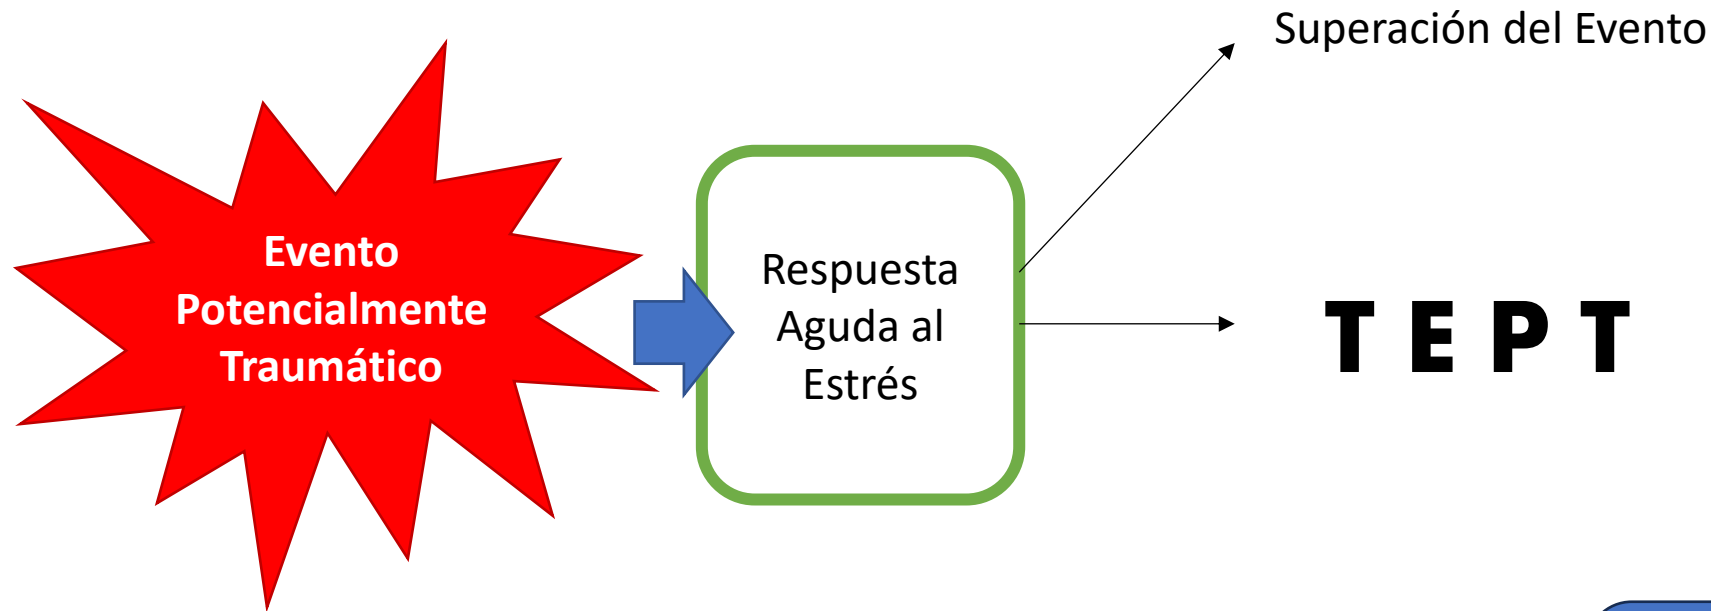 Superación del Evento
Evento
Potencialmente
Traumático
Respuesta
Aguda al
Estrés
T E P T